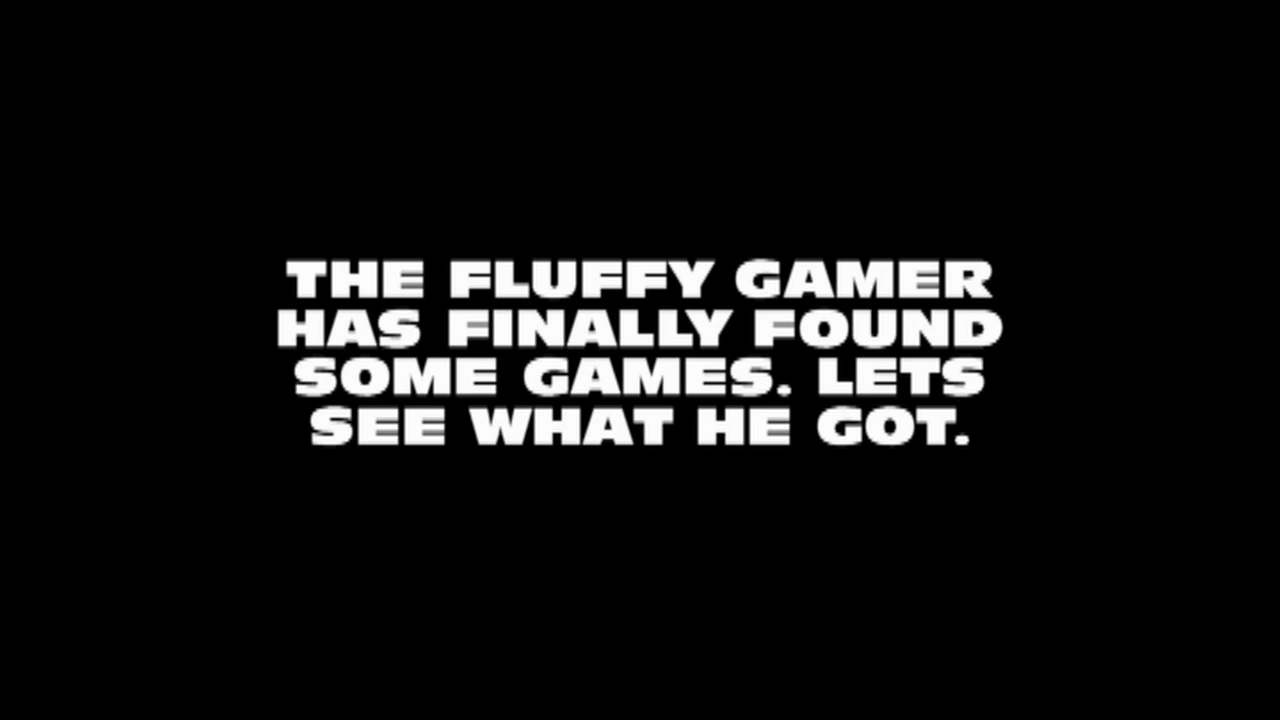 THE FLUFFY GAMER
HAS FINALLY FOUND
SOME GAMES. LETS
SEE WHAT HE GOT.